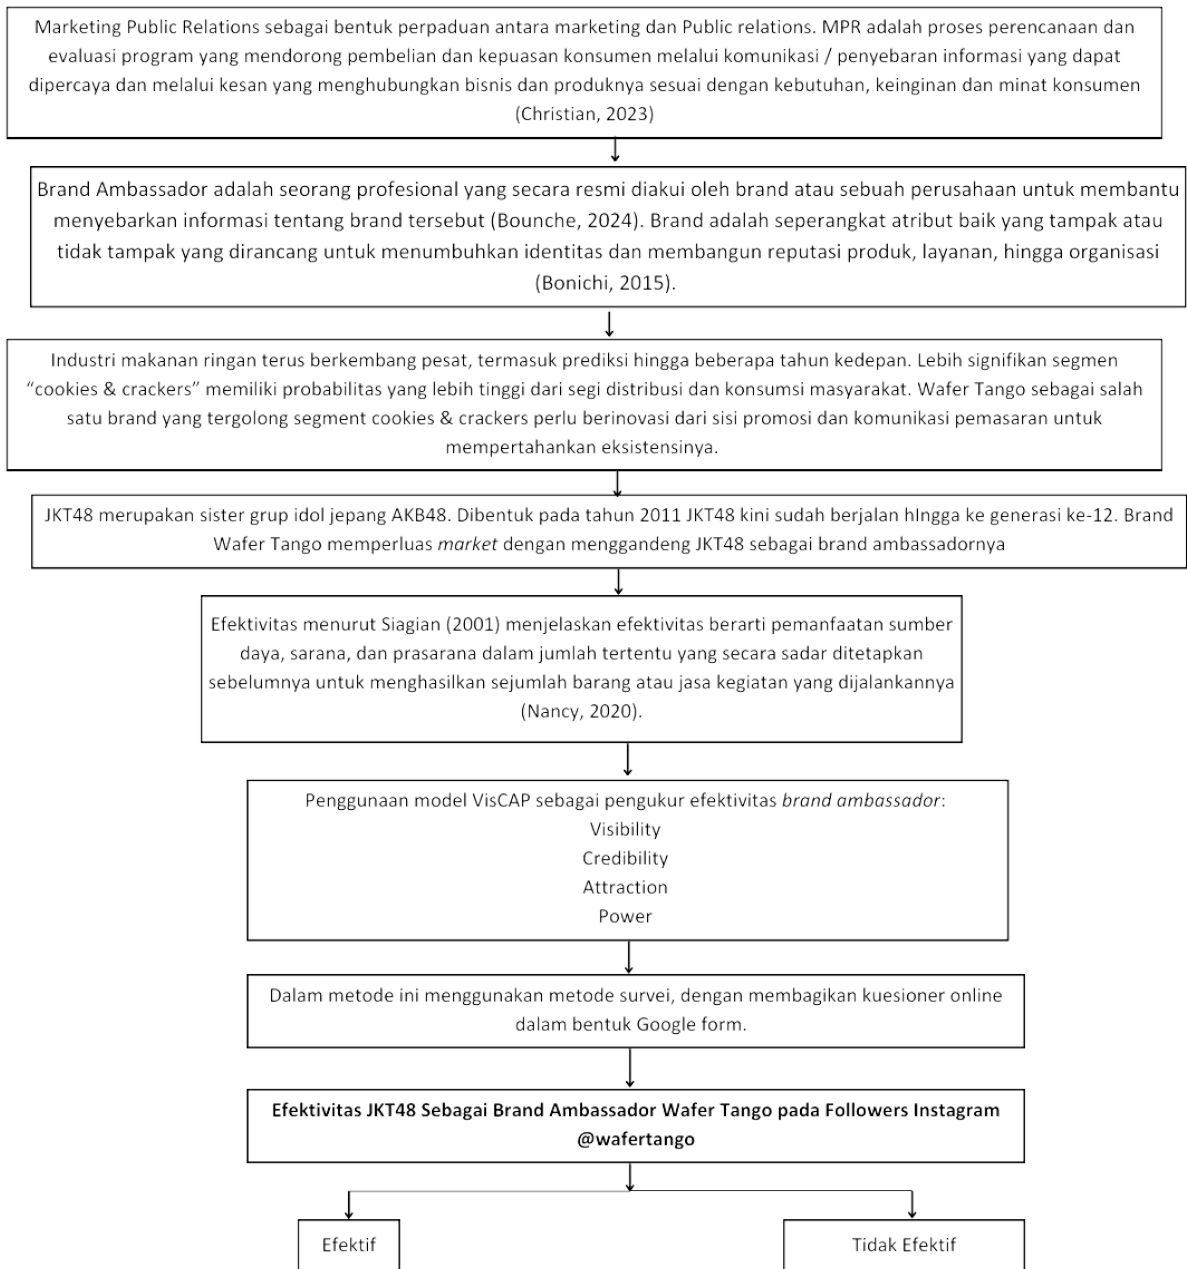 Marketing Public Relations sebagai bentuk perpaduan antara marketing dan Public relations. MPR adalah proses perencanaan dan
evaluasi program yang mendorong pembelian dan kepuasan konsumen melalui komunikasi / penyebaran informasi yang dapat
dipercaya dan melalui kesan yang menghubungkan bisnis dan produknya sesuai dengan kebutuhan, keinginan dan minat konsumen
(Christian, 2023)
Brand Ambassador adalah seorang profesional yang secara resmi diakui oleh brand atau sebuah perusahaan untuk membantu
menyebarkan informasi tentang brand tersebut (Bounche, 2024). Brand adalah seperangkat atribut baik yang tampak atau
tidak tampak yang dirancang untuk menumbuhkan identitas dan membangun reputasi produk, layanan, hingga organisasi
(Bonichi, 2015).
Industri makanan ringan terus berkembang pesat, termasuk prediksi hingga beberapa tahun kedepan. Lebih signifikan segmen
“cookies & crackers” memiliki probabilitas yang lebih tinggi dari segi distribusi dan konsumsi masyarakat. Wafer Tango sebagai salah
satu brand yang tergolong segment cookies & crackers perlu berinovasi dari sisi promosi dan komunikasi pemasaran untuk
mempertahankan eksistensinya.
JKT48 merupakan sister grup idol jepang AKB48. Dibentuk pada tahun 2011 JKT48 kini sudah berjalan hIngga ke generasi ke-12. Brand
Wafer Tango memperluas market dengan menggandeng JKT48 sebagai brand ambassadornya
Efektivitas menurut Siagian (2001) menjelaskan efektivitas berarti pemanfaatan sumber
daya, sarana, dan prasarana dalam jumlah tertentu yang secara sadar ditetapkan
sebelumnya untuk menghasilkan sejumlah barang atau jasa kegiatan yang dijalankannya
(Nancy, 2020).
Penggunaan model VisCAP sebagai pengukur efektivitas brand ambassador:
Visibility
Credibility
Attraction
Power
Dalam metode ini menggunakan metode survei, dengan membagikan kuesioner online
dalam bentuk Google form.
Efektivitas JKT48 Sebagai Brand Ambassador Wafer Tango pada Followers Instagram
@wafertango
Efektif
Tidak Efektif